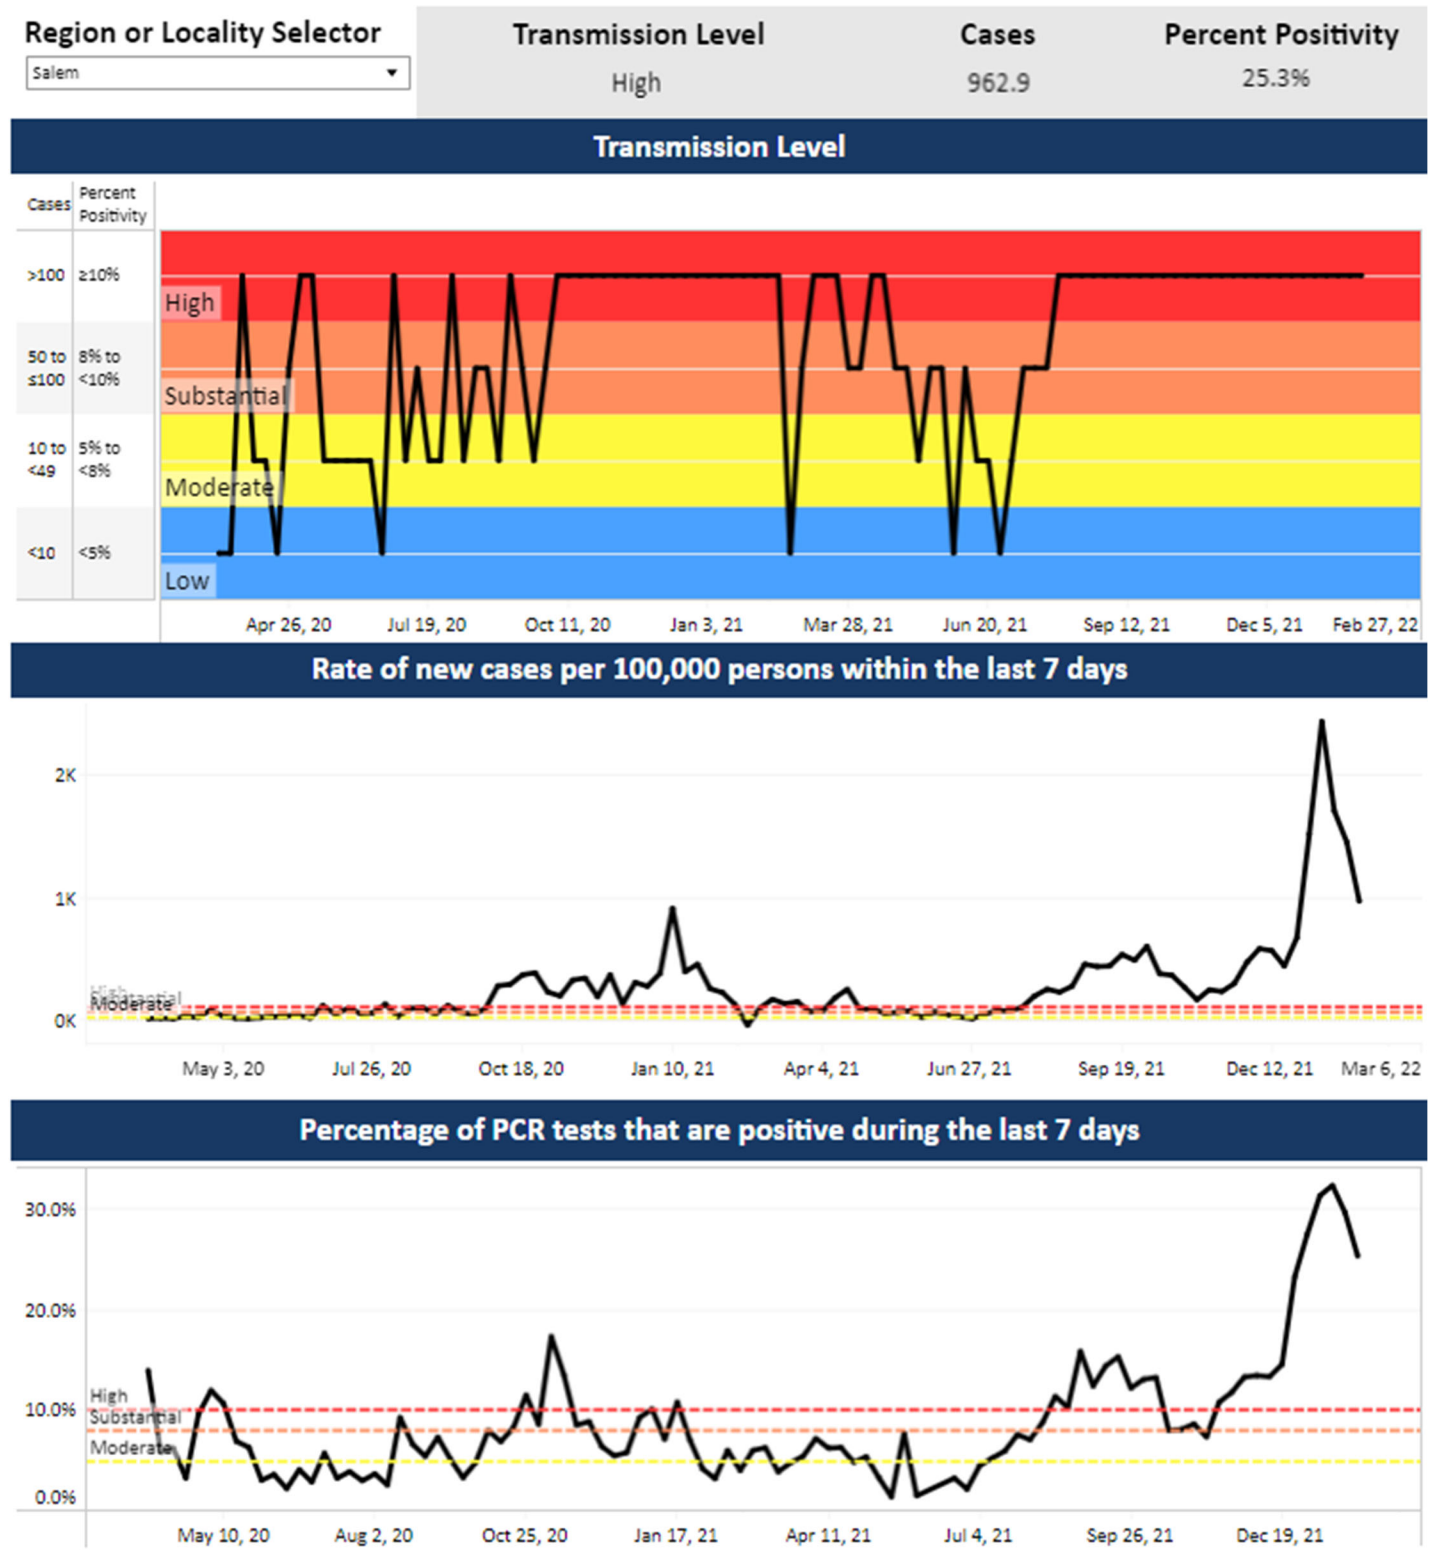 Region or Locality Selector
Salem
Transmission Level
High
Cases
962.9
Percent Positivity
25.3%
Transmission Level
Cases
Percent
Positivity
>100
≥10%
High
50 to
≤100
8% to
<10%
Substantial
10 to
<49
5% to
<8%
Moderate
<10
<5%
Low
Apr 26, 20 Jul 19, 20 Oct 11, 20 Jan 3, 21 Mar 28, 21 Jun 20, 21 Sep 12, 21 Dec 5, 21 Feb 27, 22
Rate of new cases per 100,000 persons within the last 7 days
2K
1K
High
Substantial
Moderate
0K
May 3, 20 Jul 26, 20 Oct 18, 20 Jan 10, 21 Apr 4, 21 Jun 27, 21 Sep 19, 21 Dec 12, 21 Mar 6, 22
Percentage of PCR tests that are positive during the last 7 days
30.0%
20.0%
High
10.0%
Substantial
Moderate
0.0%
May 10, 20 Aug 2, 20 Oct 25, 20 Jan 17, 21 Apr 11, 21 Jul 4, 21 Sep 26, 21 Dec 19, 21